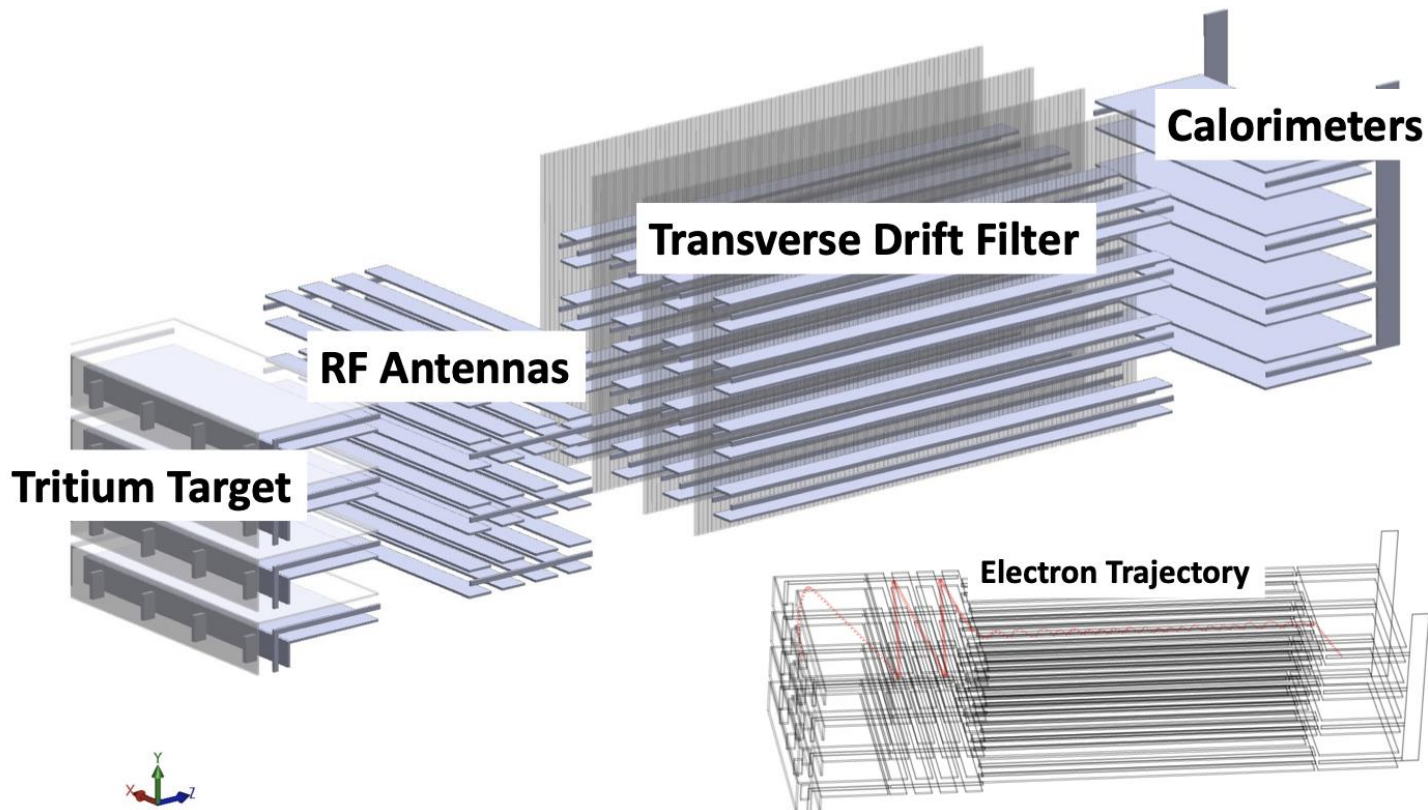 Calorimeters
Transverse Drift Filter
RF Antennas
Tritium Target
Electron Trajectory
Y
X
Z